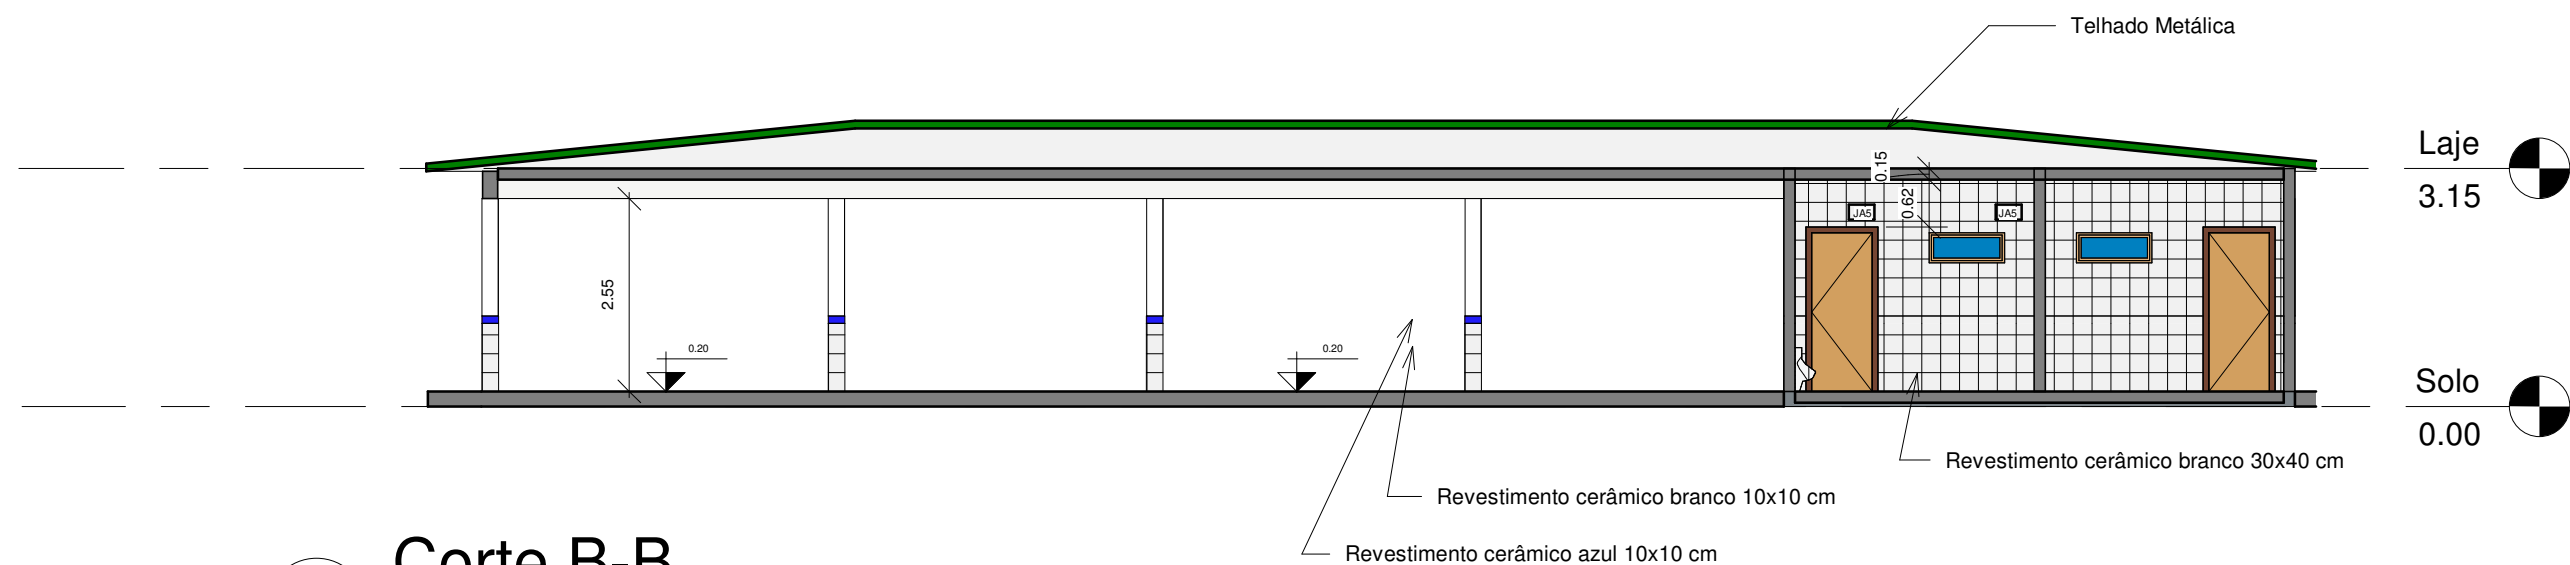 Telhado Metálica
Laje
3.15
0.15
0.62
JA5
JA5
2.55
0.20
0.20
Solo
0.00
Revestimento cerâmico branco 30x40 cm
Revestimento cerâmico branco 10x10 cm
Revestimento cerâmico azul 10x10 cm
Corte B-B